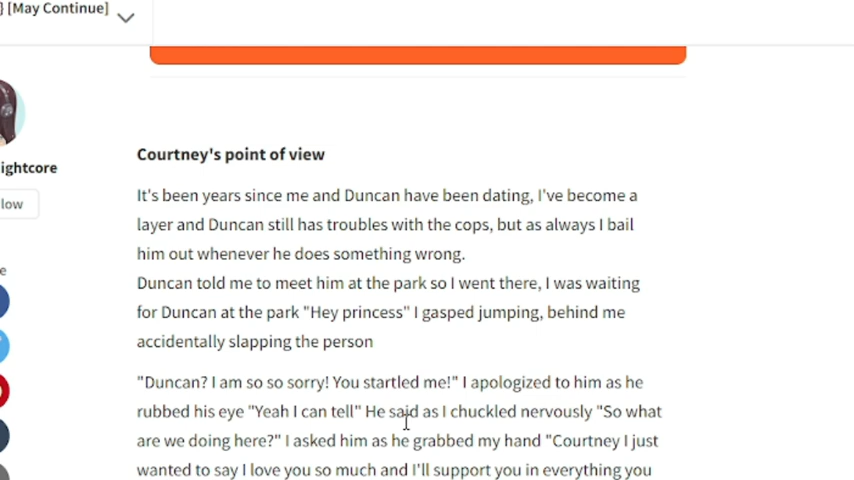 } [May Continue]
ightcore
low
e
Courtney's point of view
It's been years since me and Duncan have been dating, I've become a
layer and Duncan still has troubles with the cops, but as always I bail
him out whenever he does something wrong.
Duncan told me to meet him at the park so I went there, I was waiting
for Duncan at the park "Hey princess" I gasped jumping, behind me
accidentally slapping the person
"Duncan? I am so so sorry! You startled me!" I apologized to him as he
rubbed his eye "Yeah I can tell" He said as I chuckled nervously "So what
are we doing here?" I asked him as he grabbed my hand "Courtney I just
wanted to say I love you so much and I'll support you in everything you